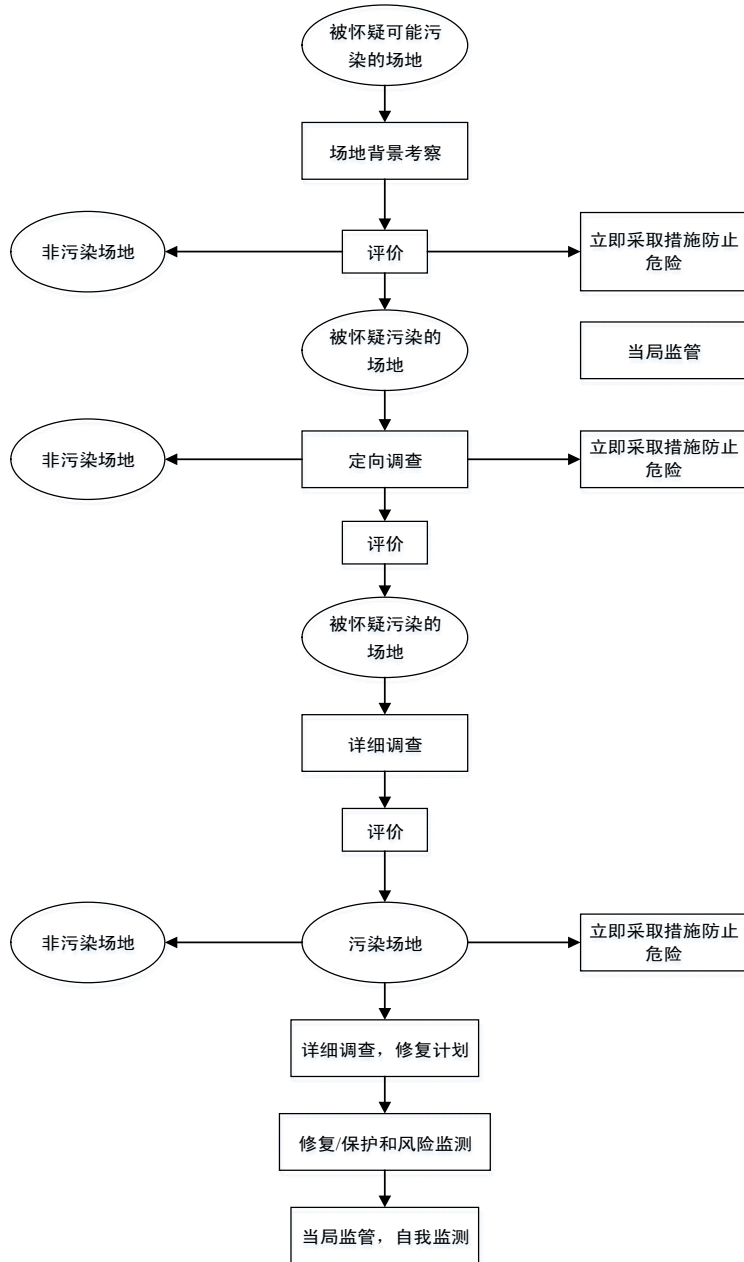 被怀疑可能污
染的场地
场地背景考察
非污染场地
评价
立即采取措施防止
危险
被怀疑污染的
场地
当局监管
非污染场地
定向调查
立即采取措施防止
危险
评价
被怀疑污染的
场地
详细调查
评价
非污染场地
污染场地
立即采取措施防止
危险
详细调查，修复计划
修复/保护和风险监测
当局监管，自我监测